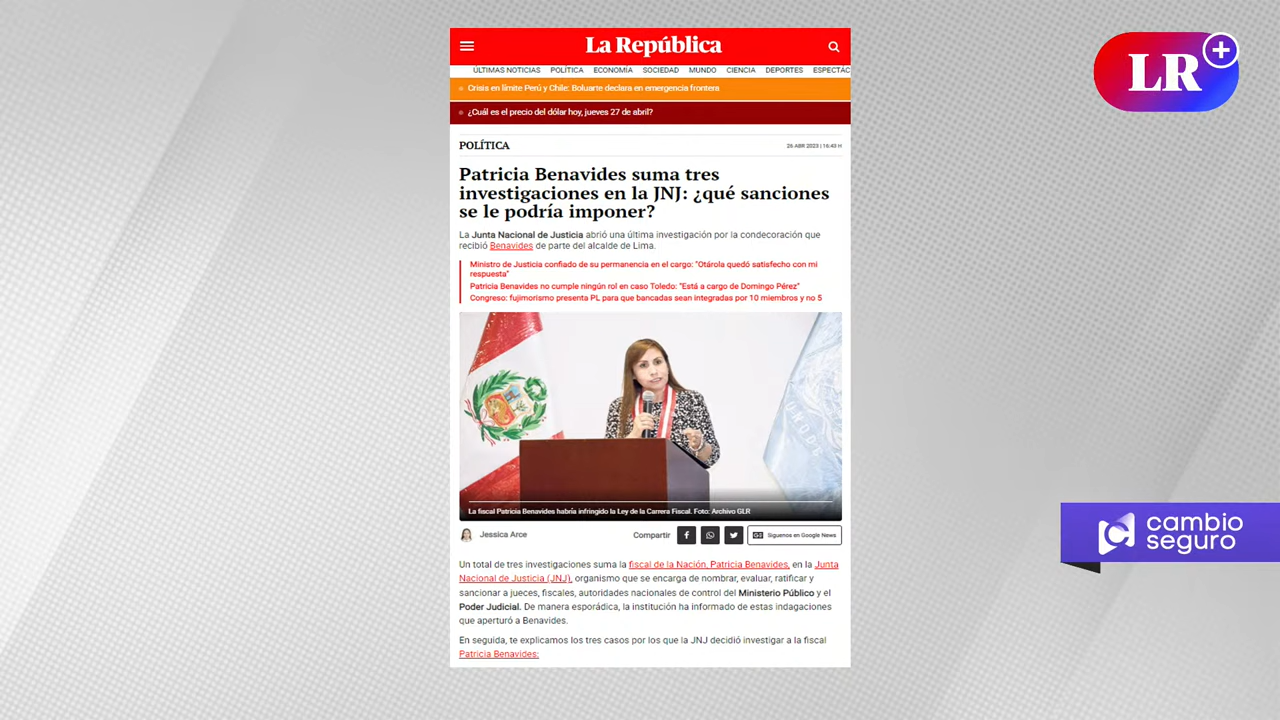 La República
LR+
ÚLTIMAS NOTICIAS POLÍTICA ECONOMÍA SOCIEDAD MUNDO CIENCIA DEPORTES ESPECTÁC
Crisis en límite Perú y Chile: Boluarte declara en emergencia frontera
¿Cuál es el precio del dólar hoy, jueves 27 de abril?
POLÍTICA
26 ABR 2023 | 16:43 H
Patricia Benavides suma tres
investigaciones en la JNJ: ¿qué sanciones
se le podría imponer?
La Junta Nacional de Justicia abrió una última investigación por la condecoración que
recibió Benavides de parte del alcalde de Lima.
Ministro de Justicia confiado de su permanencia en el cargo: "Otárola quedó satisfecho con mi
respuesta"
Patricia Benavides no cumple ningún rol en caso Toledo: "Está a cargo de Domingo Pérez"
Congreso: fujimorismo presenta PL para que bancadas sean integradas por 10 miembros y no 5
La fiscal Patricia Benavides habría infringido la Ley de la Carrera Fiscal. Foto: Archivo GLR
Jessica Arce
Compartir
Síguenos en Google News
cambio
seguro
Un total de tres investigaciones suma la fiscal de la Nación, Patricia Benavides, en la Junta
Nacional de Justicia (JNJ), organismo que se encarga de nombrar, evaluar, ratificar y
sancionar a jueces, fiscales, autoridades nacionales de control del Ministerio Público y el
Poder Judicial. De manera esporádica, la institución ha informado de estas indagaciones
que aperturó a Benavides.
En seguida, te explicamos los tres casos por los que la JNJ decidió investigar a la fiscal
Patricia Benavides: